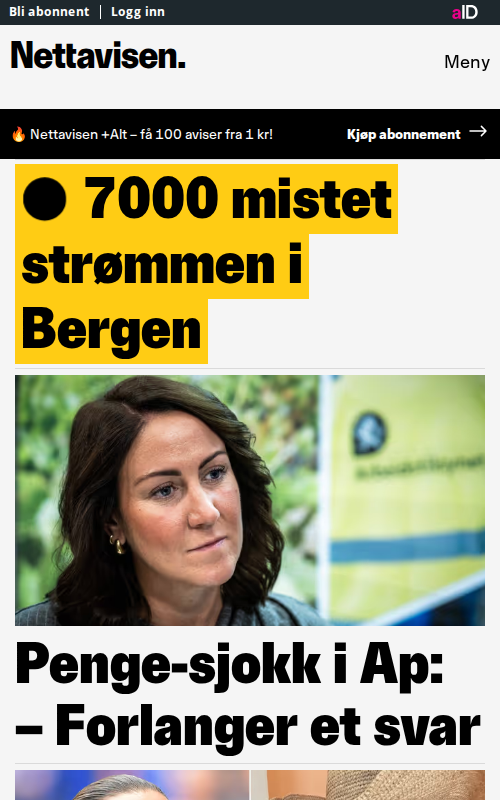 Bli abonnent
Logg inn
aID
Nettavisen.
Meny
🔥 Nettavisen +Alt – få 100 aviser fra 1 kr!
Kjøp abonnement →
7000 mistet
strømmen i
Bergen
Penge-sjokk i Ap:
– Forlanger et svar